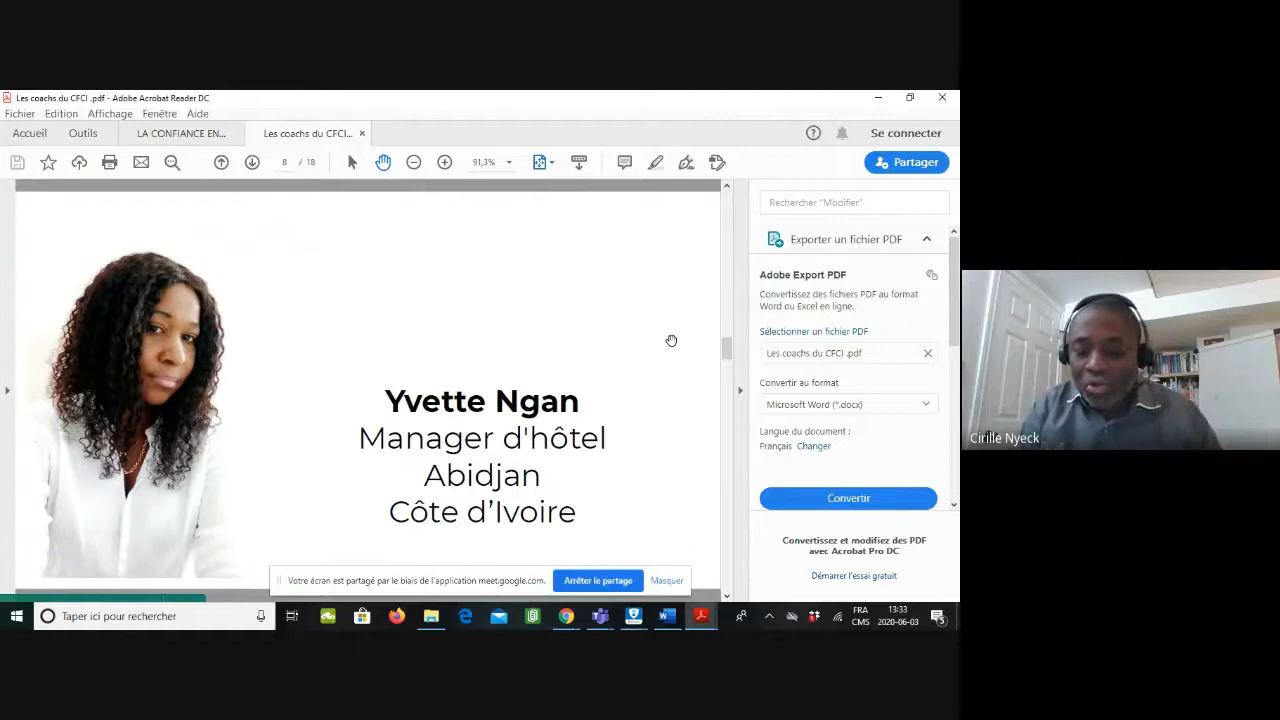 Les coachs du CFCI .pdf - Adobe Acrobat Reader DC
Fichier Edition Affichage Fenêtre Aide
Accueil Outils LA CONFIANCE EN... Les coachs du CFCI... × Se connecter
8 / 18 91,3% Partager
Rechercher "Modifier"
Exporter un fichier PDF
Adobe Export PDF
Convertissez des fichiers PDF au format
Word ou Excel en ligne.
Sélectionner un fichier PDF
Les coachs du CFCI .pdf
Convertir au format
Microsoft Word (*.docx)
Langue du document :
Français Changer
Convertir
Convertissez et modifiez des PDF
avec Acrobat Pro DC
Démarrer l'essai gratuit
Yvette Ngan
Manager d'hôtel
Abidjan
Côte d’Ivoire
Votre écran est partagé par le biais de l'application meet.google.com. Arrêter le partage Masquer
Taper ici pour rechercher
FRA
CMS
13:33
2020-06-03
5
Cirille Nyeck